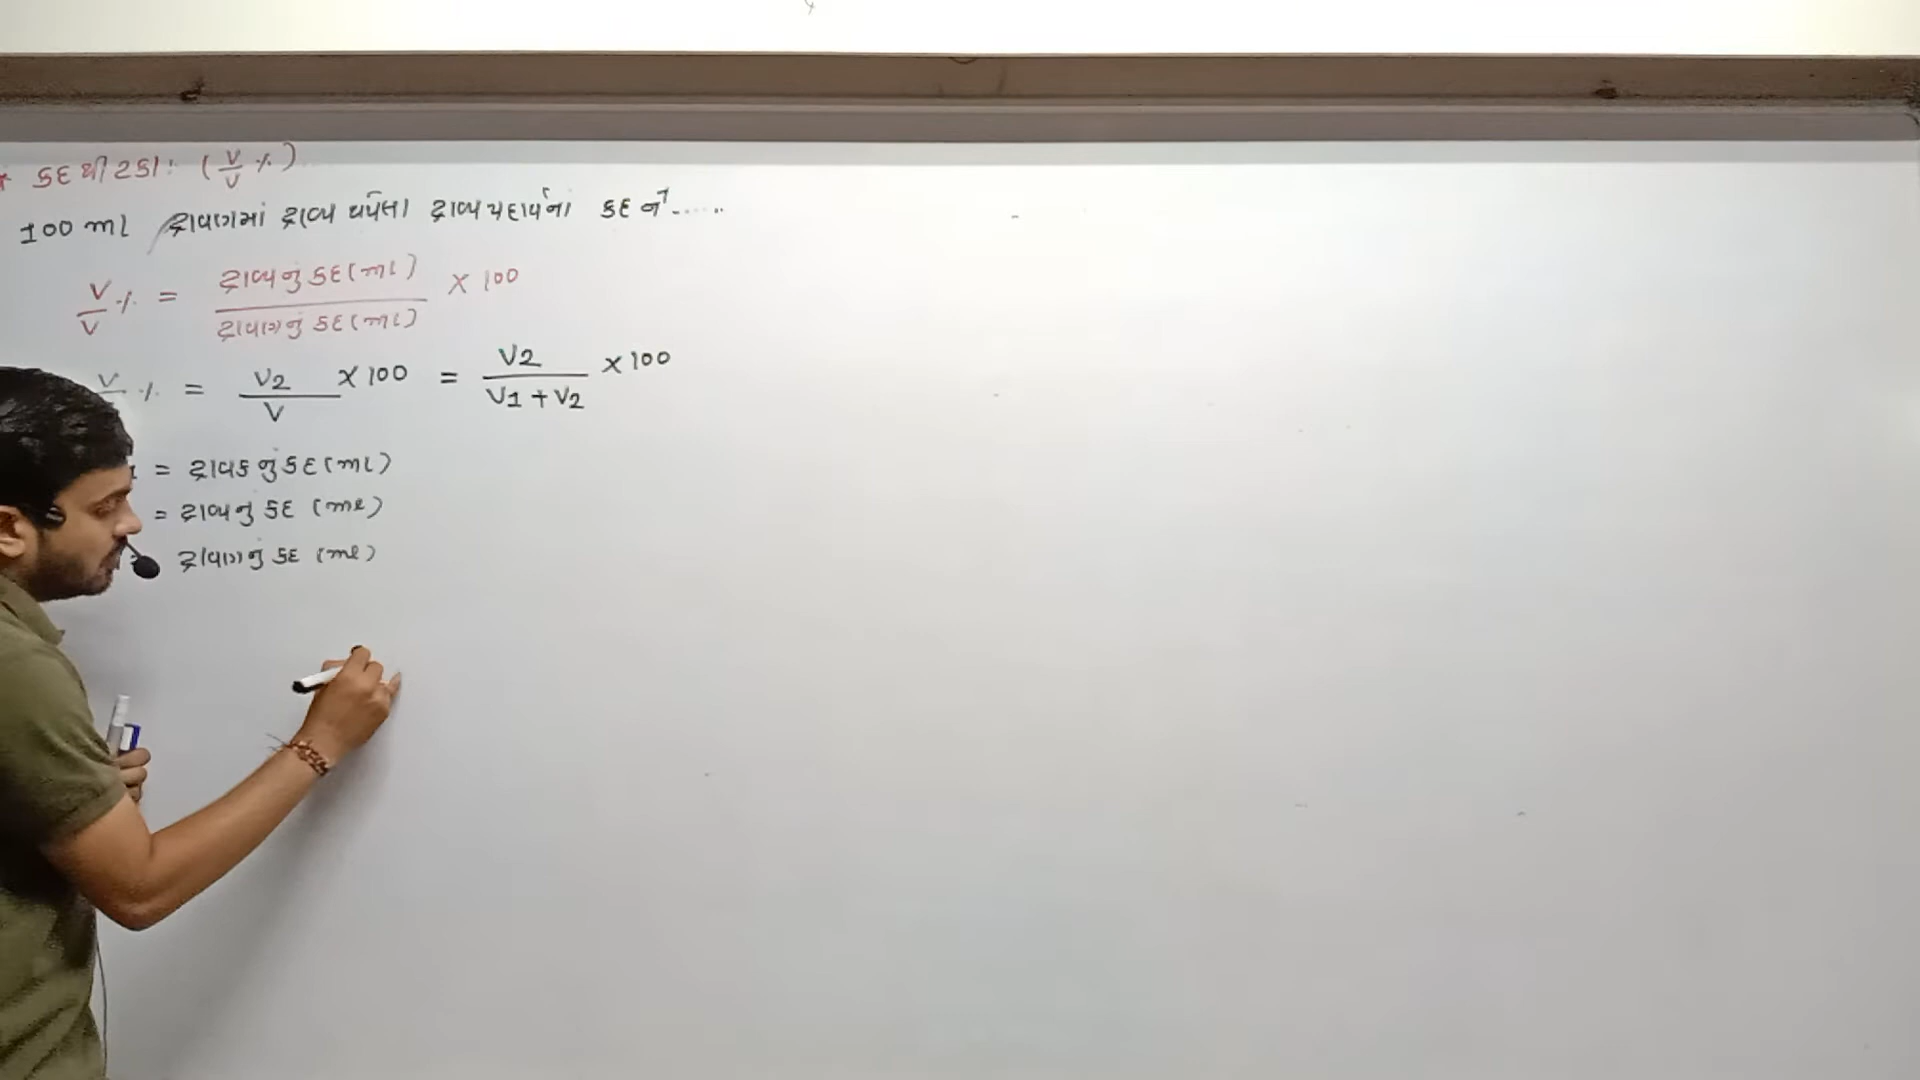 * કદથી ટકા: (V/V %)
100 ml દ્રાવણમાં દ્રાવ્ય થયેલા દ્રાવ્ય પદાર્થના કદ ને......
V/V % = દ્રાવ્યનું કદ(ml) / દ્રાવણનું કદ(ml) × 100
V % = V2 / V × 100 = V2 / V1 + V2 × 100
= દ્રાવકનું કદ(ml)
= દ્રાવ્યનું કદ (ml)
દ્રાવણનું કદ (ml)